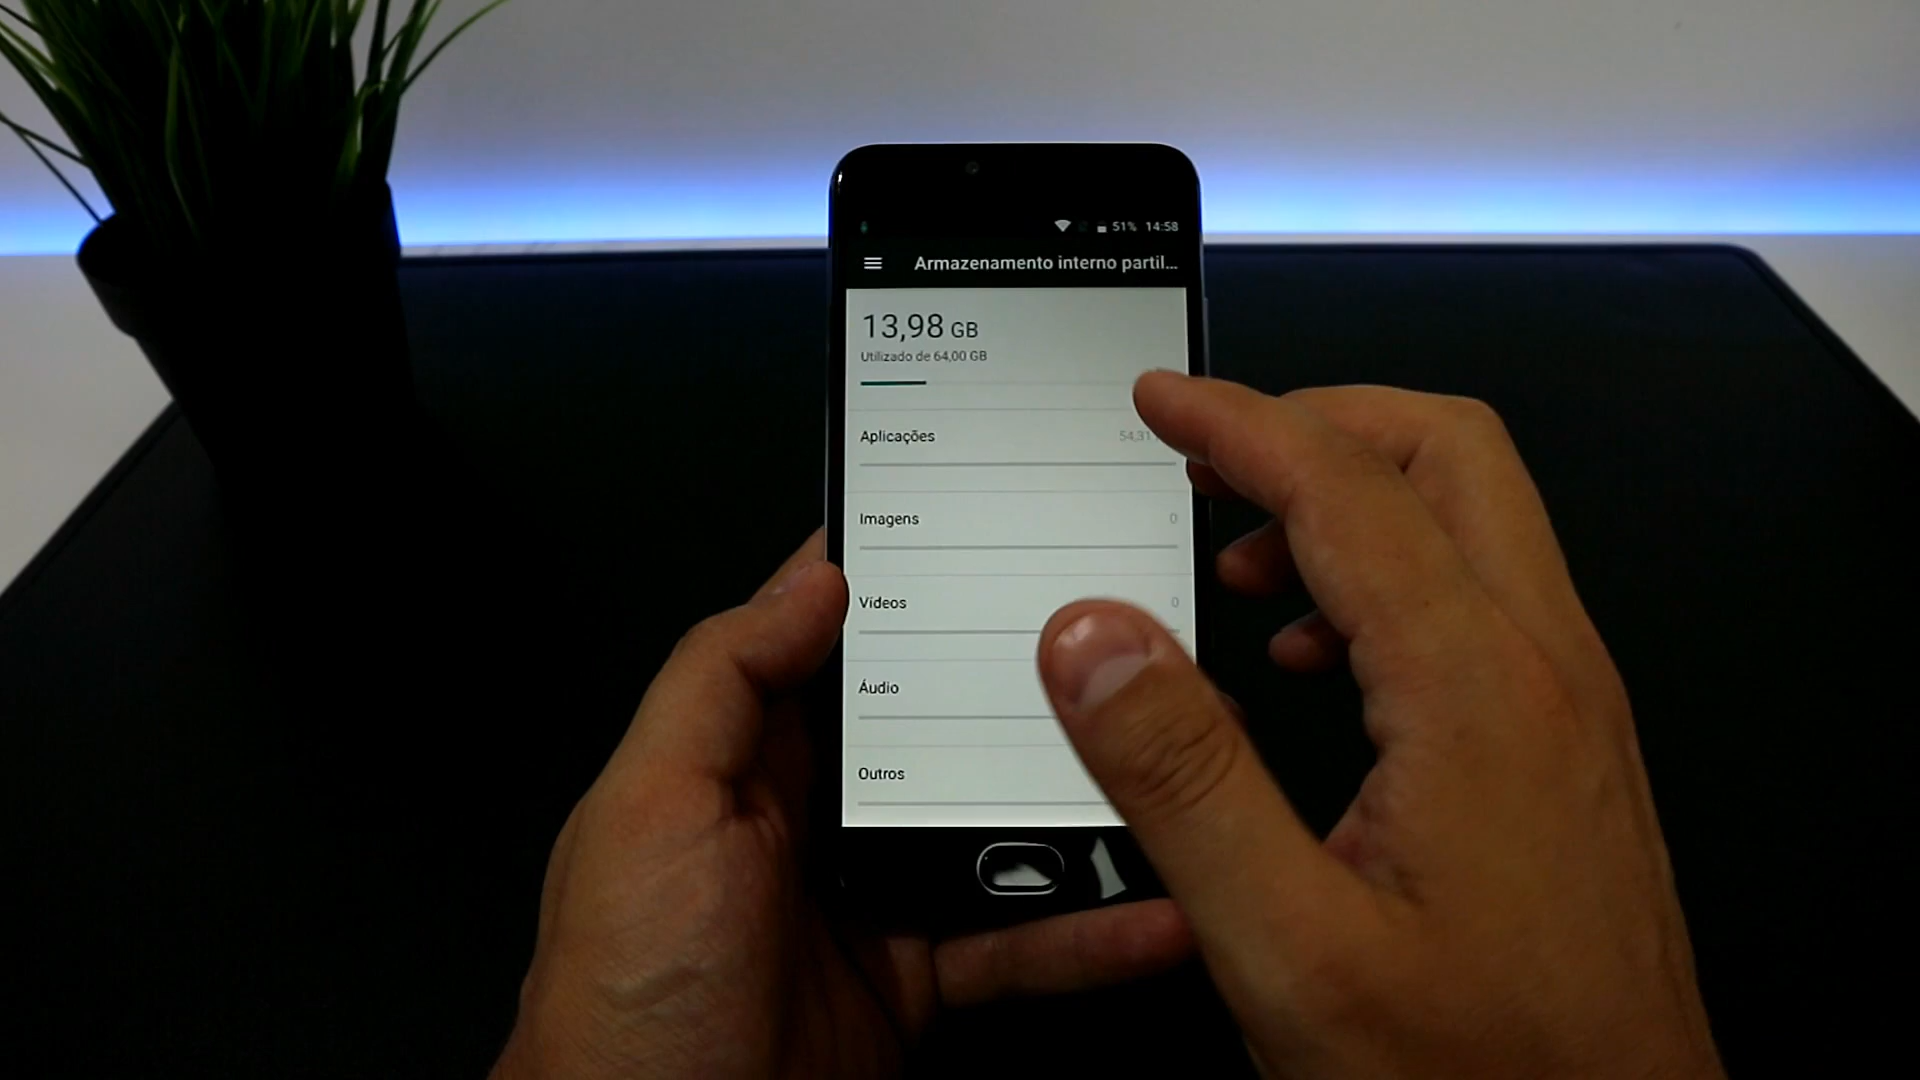 51% 14:58
Armazenamento interno partil...
13,98 GB
Utilizado de 64,00 GB
Aplicações 54,31
Imagens 0
Vídeos 0
Áudio
Outros